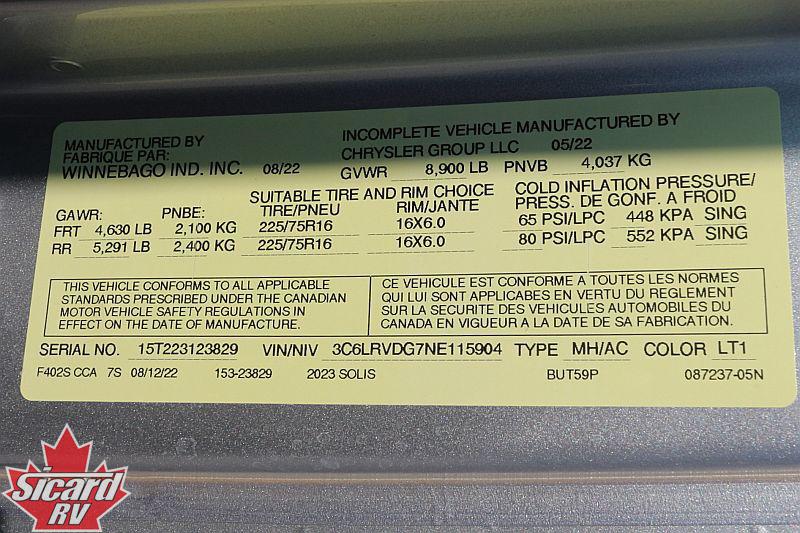 MANUFACTURED BY
FABRIQUE PAR:
WINNEBAGO IND. INC. 08/22
INCOMPLETE VEHICLE MANUFACTURED BY
CHRYSLER GROUP LLC 05/22
GVWR 8,900 LB PNVB 4,037 KG
GAWR: PNBE:
FRT 4,630 LB 2,100 KG
RR 5,291 LB 2,400 KG
SUITABLE TIRE AND RIM CHOICE
TIRE/PNEU RIM/JANTE
225/75R16 16X6.0
225/75R16 16X6.0
COLD INFLATION PRESSURE/
PRESS. DE GONF. A FROID
65 PSI/LPC 448 KPA SING
80 PSI/LPC 552 KPA SING
THIS VEHICLE CONFORMS TO ALL APPLICABLE
STANDARDS PRESCRIBED UNDER THE CANADIAN
MOTOR VEHICLE SAFETY REGULATIONS IN
EFFECT ON THE DATE OF MANUFACTURE.
CE VEHICULE EST CONFORME A TOUTES LES NORMES
QUI LUI SONT APPLICABES EN VERTU DU REGLEMENT
SUR LA SECURITE DES VEHICULES AUTOMOBILES DU
CANADA EN VIGUEUR A LA DATE DE SA FABRICATION.
SERIAL NO. 15T223123829 VIN/NIV 3C6LRVDG7NE115904 TYPE MH/AC COLOR LT1
F402S CCA 7S 08/12/22 153-23829 2023 SOLIS BUT59P 087237-05N
Sicard
RV